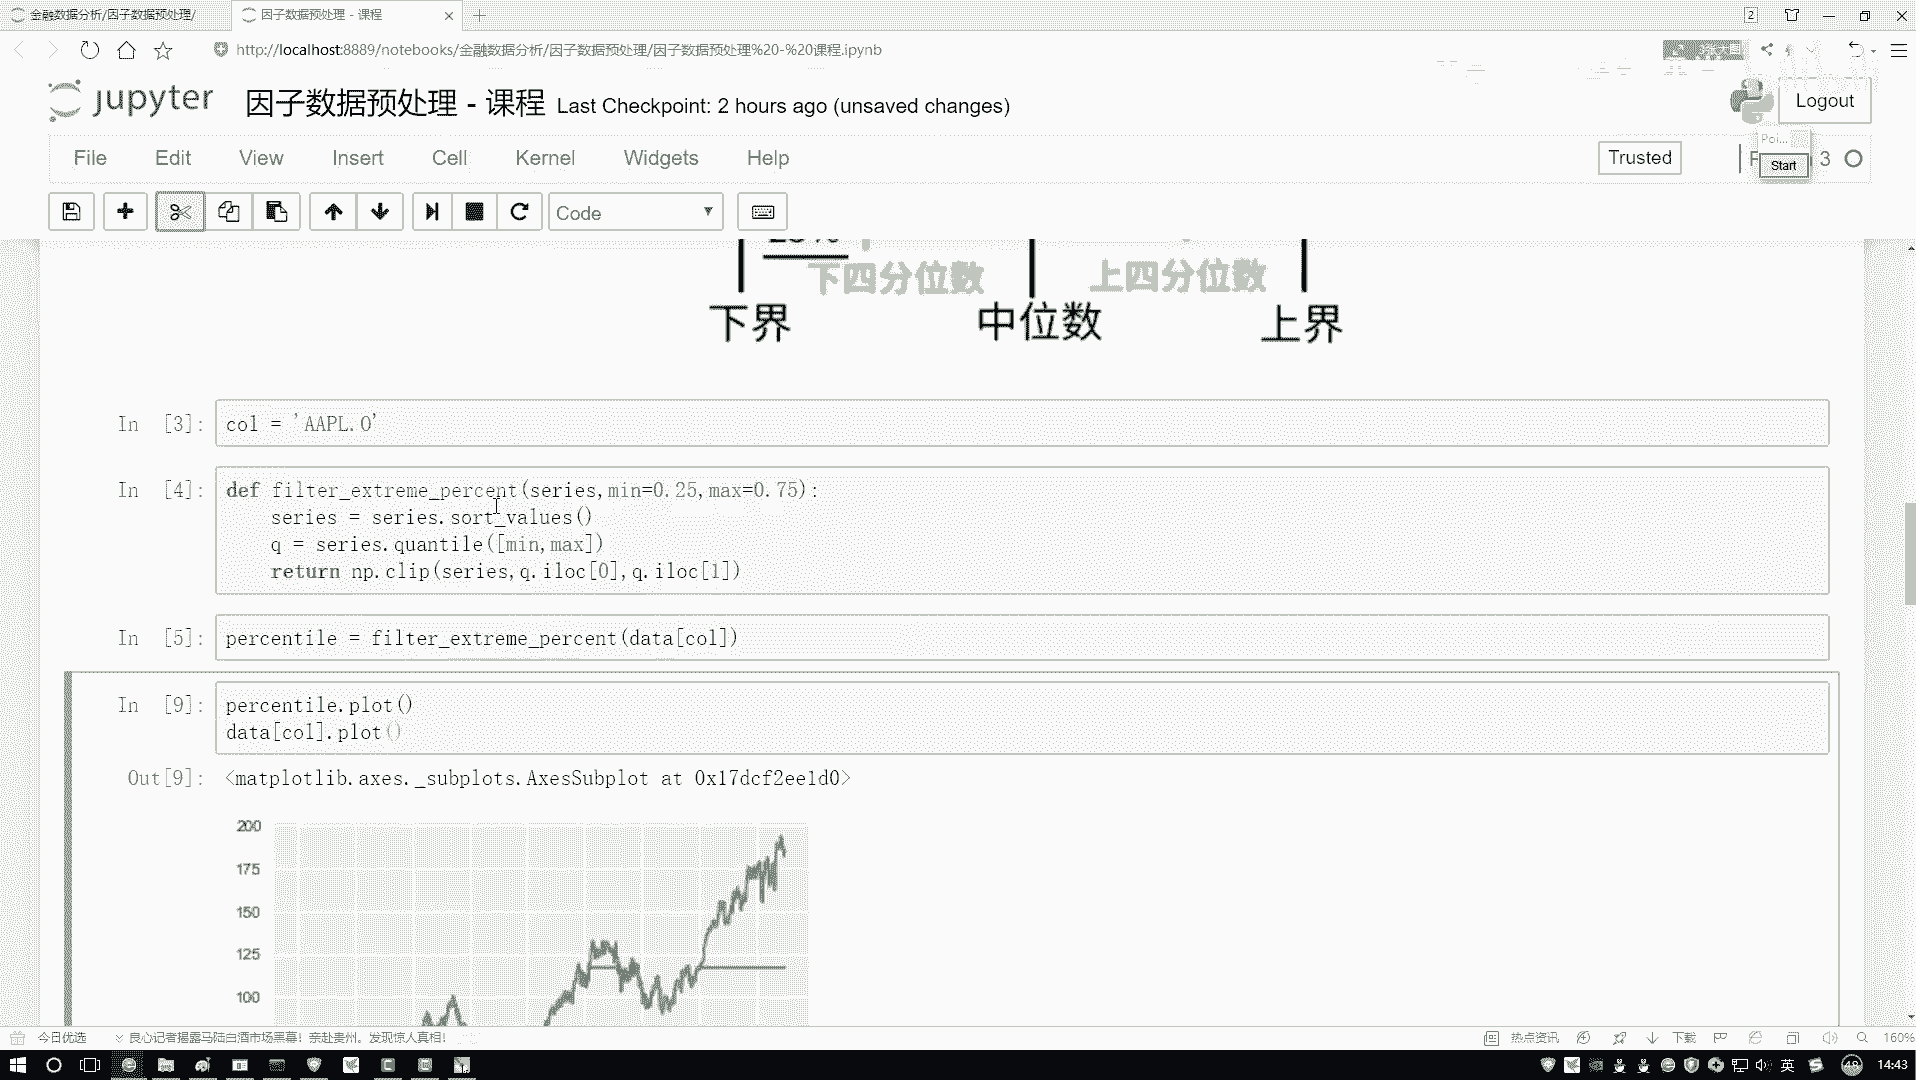 金融数据分析/因子数据预处理/
因子数据预处理 - 课程
2
http://localhost:8889/notebooks/金融数据分析/因子数据预处理/因子数据预处理%20-%20课程.ipynb
jupyter
因子数据预处理 - 课程 Last Checkpoint: 2 hours ago (unsaved changes)
Logout
File Edit View Insert Cell Kernel Widgets Help
Trusted
3
Poi...
Start
Code
下四分位数
上四分位数
下界
中位数
上界
In [3]:
col = 'AAPL.O'
In [4]:
def filter_extreme_percent(series,min=0.25,max=0.75):
series = series.sort_values()
q = series.quantile([min,max])
return np.clip(series,q.iloc[0],q.iloc[1])
In [5]:
percentile = filter_extreme_percent(data[col])
In [9]:
percentile.plot()
data[col].plot()
Out[9]:
<matplotlib.axes._subplots.AxesSubplot at 0x17dcf2ee1d0>
200
175
150
125
100
今日优选
良心记者揭露马陆白酒市场黑幕！亲赴贵州。发现惊人真相！
热点资讯
下载
160%
英
14:43